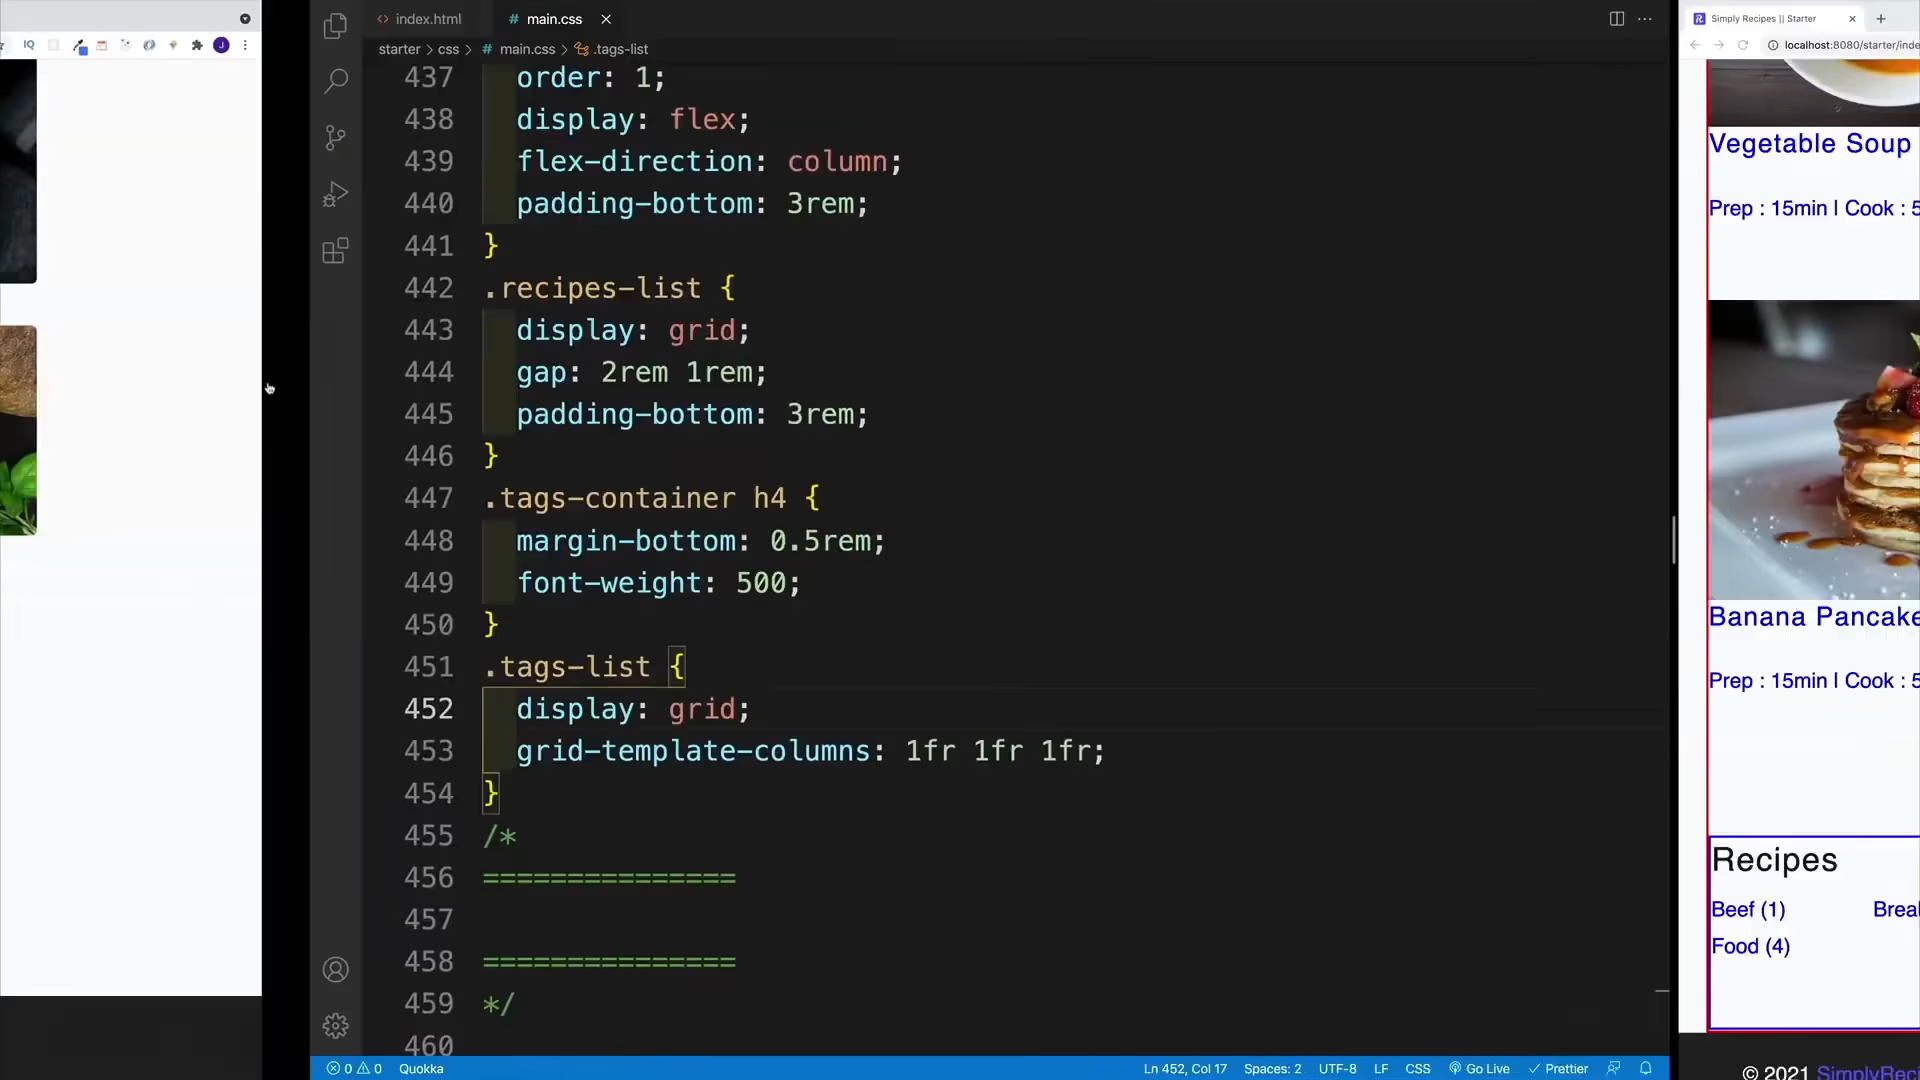 IQ
J
index.html
# main.css
starter > css > # main.css > .tags-list
437 order: 1;
438 display: flex;
439 flex-direction: column;
440 padding-bottom: 3rem;
441 }
442 .recipes-list {
443 display: grid;
444 gap: 2rem 1rem;
445 padding-bottom: 3rem;
446 }
447 .tags-container h4 {
448 margin-bottom: 0.5rem;
449 font-weight: 500;
450 }
451 .tags-list {
452 display: grid;
453 grid-template-columns: 1fr 1fr 1fr;
454 }
455 /*
456 ===============
457
458 ===============
459 */
460
0 0 Quokka
Ln 452, Col 17 Spaces: 2 UTF-8 LF CSS Go Live Prettier
Simply Recipes || Starter
localhost:8080/starter/inde
Vegetable Soup
Prep : 15min | Cook : 5
Banana Pancake
Prep : 15min | Cook : 5
Recipes
Beef (1) Brea
Food (4)
© 2021 SimplyRec